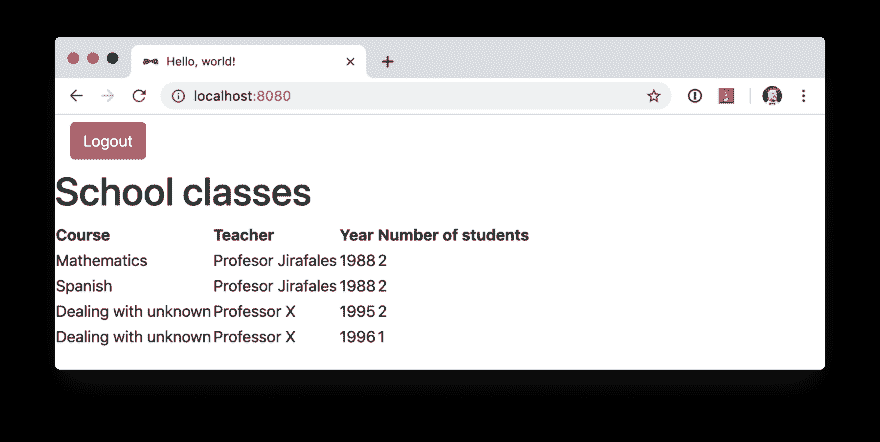 Hello, world!
localhost:8080
Logout
School classes
Course Teacher Year Number of students
Mathematics Profesor Jirafales 1988 2
Spanish Profesor Jirafales 1988 2
Dealing with unknown Professor X 1995 2
Dealing with unknown Professor X 1996 1